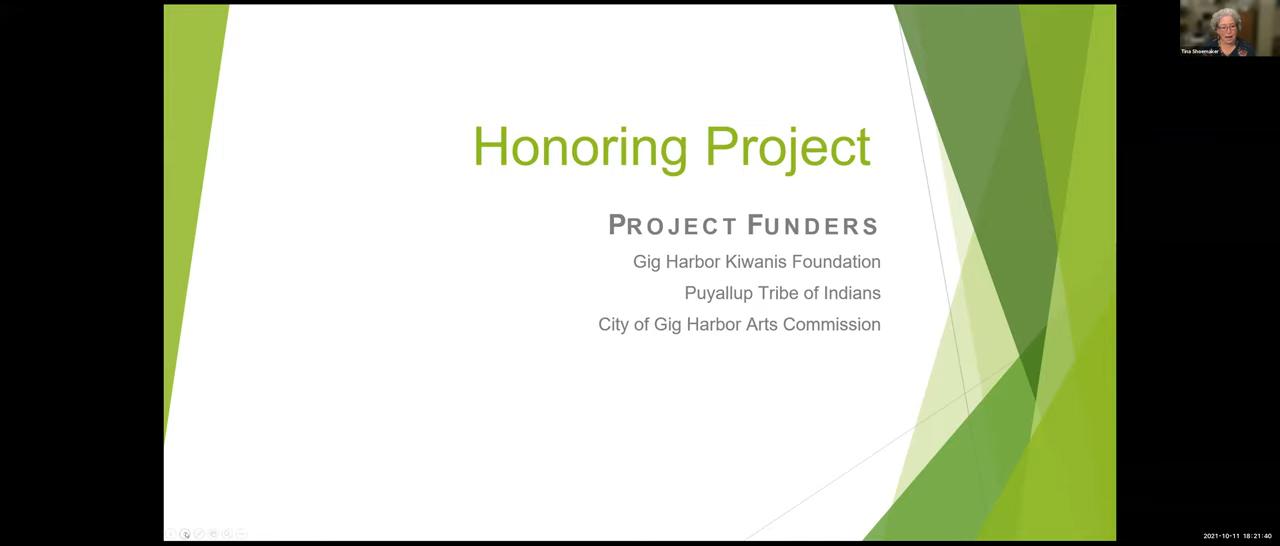 Honoring Project
PROJECT FUNDERS
Gig Harbor Kiwanis Foundation
Puyallup Tribe of Indians
City of Gig Harbor Arts Commission
Tina Shoemaker
2021-10-11 18:21:40